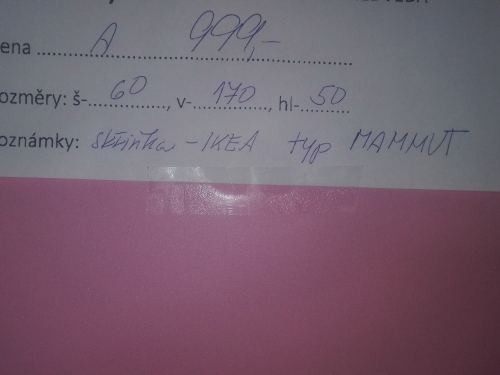 ena A 999,-
ozměry: š- 60, v- 170, hl- 50
oznámky: skříňka - IKEA typ MAMMUT